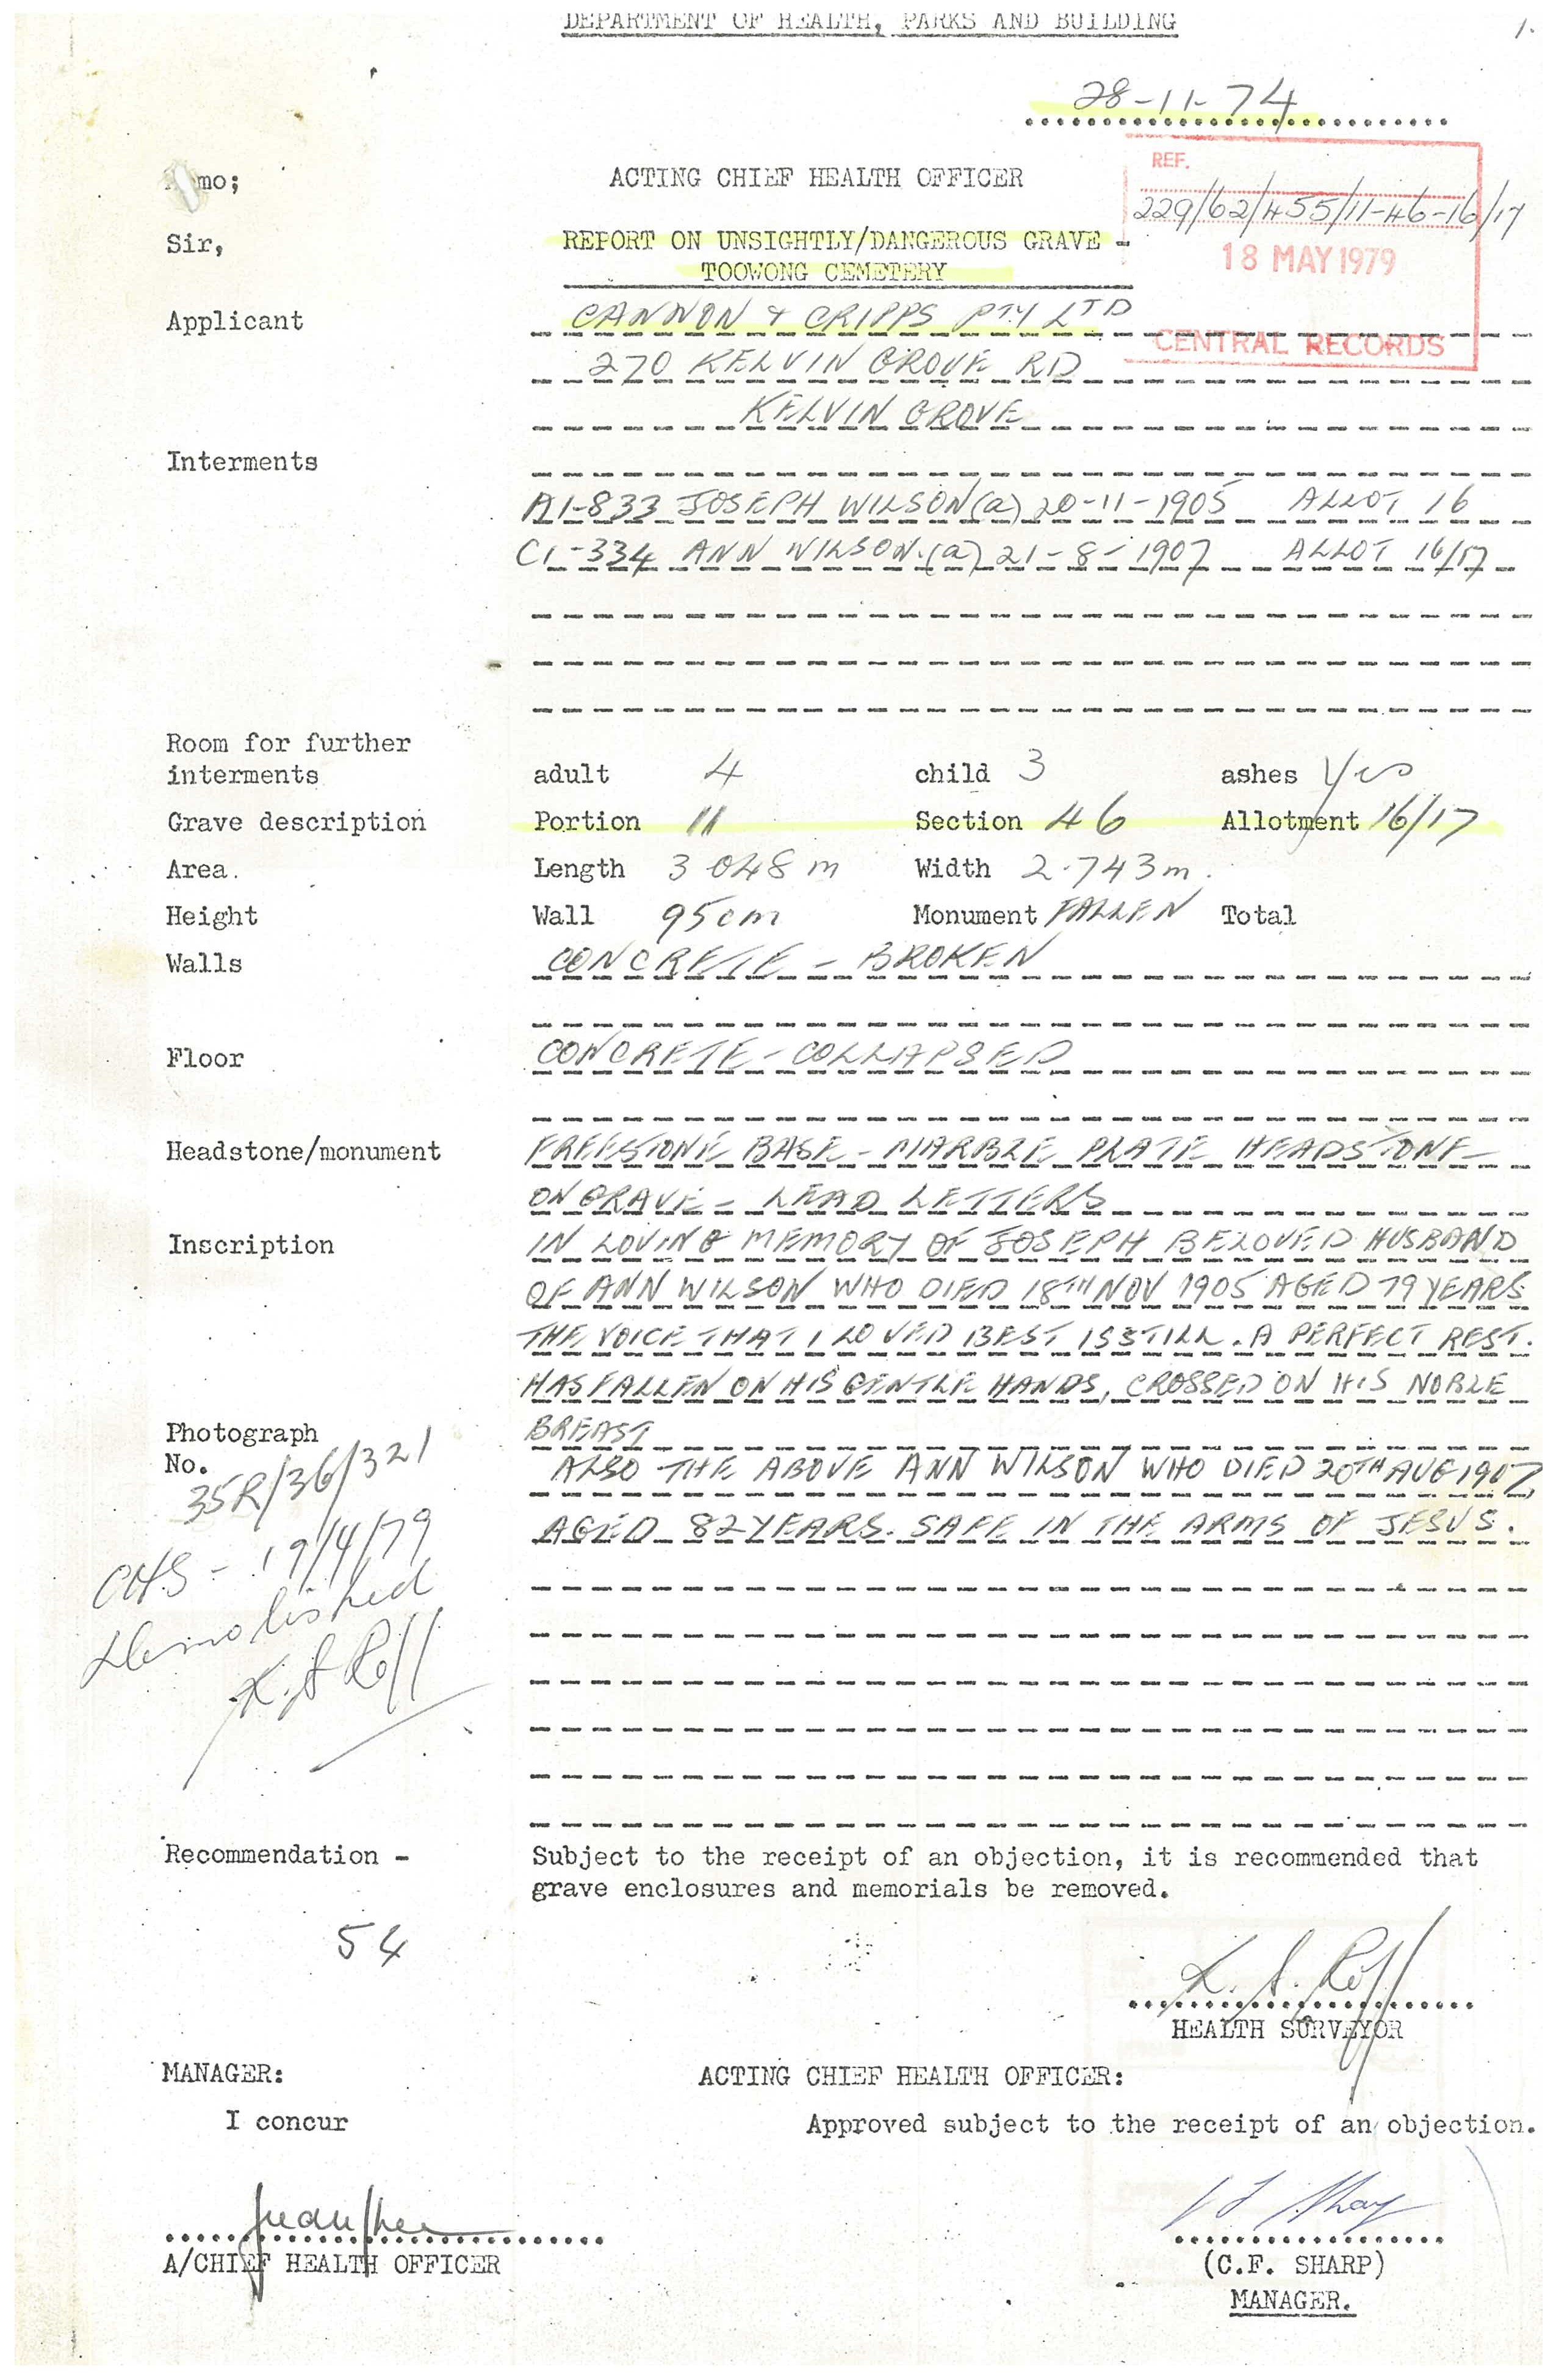 DEPARTMENT OF HEALTH, PARKS AND BUILDING
1.
28-11-74
mo;
ACTING CHIEF HEALTH OFFICER
REF.
229/62/455/11-46-16/17
18 MAY 1979
CENTRAL RECORDS
Sir,
REPORT ON UNSIGHTLY/DANGEROUS GRAVE -
TOOWONG CEMETERY
Applicant CANNON & CRIPPS PTY LTD
270 KELVIN GROVE RD
KELVIN GROVE
Interments
A1-833 JOSEPH WILSON (a) 20-11-1905 ALLOT 16
C1-334 ANN WILSON. (a) 21-8-1907 ALLOT 16/17
Room for further
interments adult 4 child 3 ashes Yes
Grave description Portion 11 Section 46 Allotment 16/17
Area. Length 3 048 m Width 2.743m.
Height Wall 95cm Monument FALLEN Total
Walls CONCRETE - BROKEN
Floor CONCRETE - COLLAPSED
Headstone/monument FREESTONE BASE - MARBLE PLATE HEADSTONE -
ON GRAVE - LEAD LETTERS
Inscription IN LOVING MEMORY OF JOSEPH BELOVED HUSBAND
OF ANN WILSON WHO DIED 18TH NOV 1905 AGED 79 YEARS
THE VOICE THAT I LOVED BEST IS STILL. A PERFECT REST.
HAS FALLEN ON HIS GENTLE HANDS, CROSSED ON HIS NOBLE
BREAST
Photograph
No.
35R/36/321
ALSO THE ABOVE ANN WILSON WHO DIED 20TH AUG 1907,
AGED 82 YEARS. SAFE IN THE ARMS OF JESUS.
CHS - 19/4/79
Demolished
K. S Roff
Recommendation - Subject to the receipt of an objection, it is recommended that
grave enclosures and memorials be removed.
54
K. S. Roff
HEALTH SURVEYOR
MANAGER: ACTING CHIEF HEALTH OFFICER:
I concur Approved subject to the receipt of an objection.
A/CHIEF HEALTH OFFICER
(C.F. SHARP)
MANAGER.